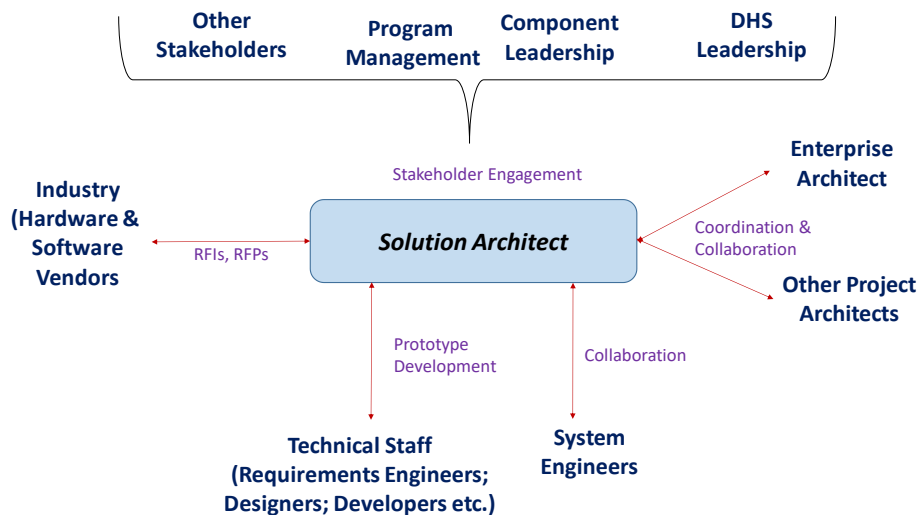 Other
Stakeholders
Program
Management
Component
Leadership
DHS
Leadership
Stakeholder Engagement
Industry
(Hardware &
Software
Vendors
RFIs, RFPs
Solution Architect
Enterprise
Architect
Coordination &
Collaboration
Other Project
Architects
Prototype
Development
Collaboration
Technical Staff
(Requirements Engineers;
Designers; Developers etc.)
System
Engineers